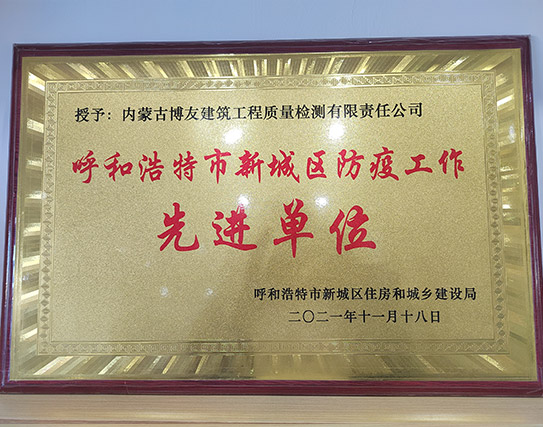 授予：内蒙古博友建筑工程质量检测有限责任公司
呼和浩特市新城区防疫工作
先进单位
呼和浩特市新城区住房和城乡建设局
二〇二一年十一月十八日